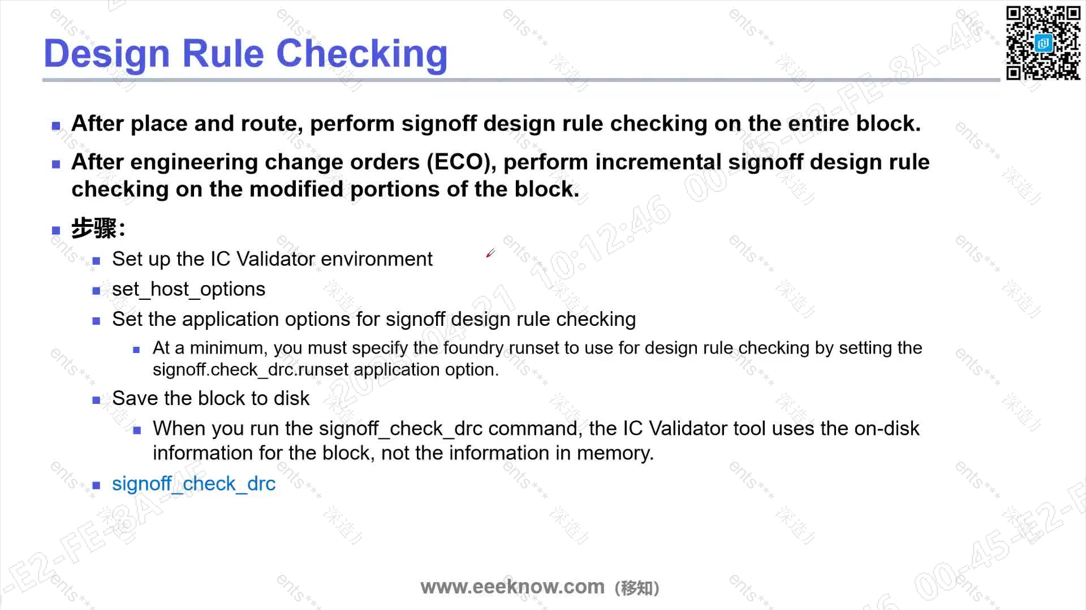 Design Rule Checking
After place and route, perform signoff design rule checking on the entire block.
After engineering change orders (ECO), perform incremental signoff design rule
checking on the modified portions of the block.
步骤:
Set up the IC Validator environment
set_host_options
Set the application options for signoff design rule checking
At a minimum, you must specify the foundry runset to use for design rule checking by setting the
signoff.check_drc.runset application option.
Save the block to disk
When you run the signoff_check_drc command, the IC Validator tool uses the on-disk
information for the block, not the information in memory.
signoff_check_drc
www.eeeknow.com (移知)